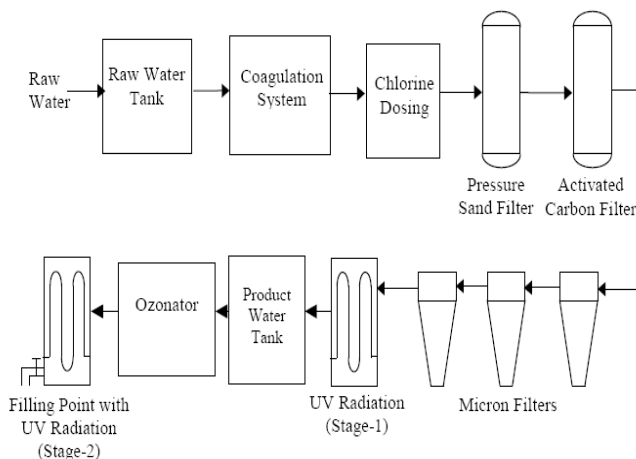 Raw
Water
Raw Water
Tank
Coagulation
System
Chlorine
Dosing
Pressure
Sand Filter
Activated
Carbon Filter
Filling Point with
UV Radiation
(Stage-2)
Ozonator
Product
Water
Tank
UV Radiation
(Stage-1)
Micron Filters